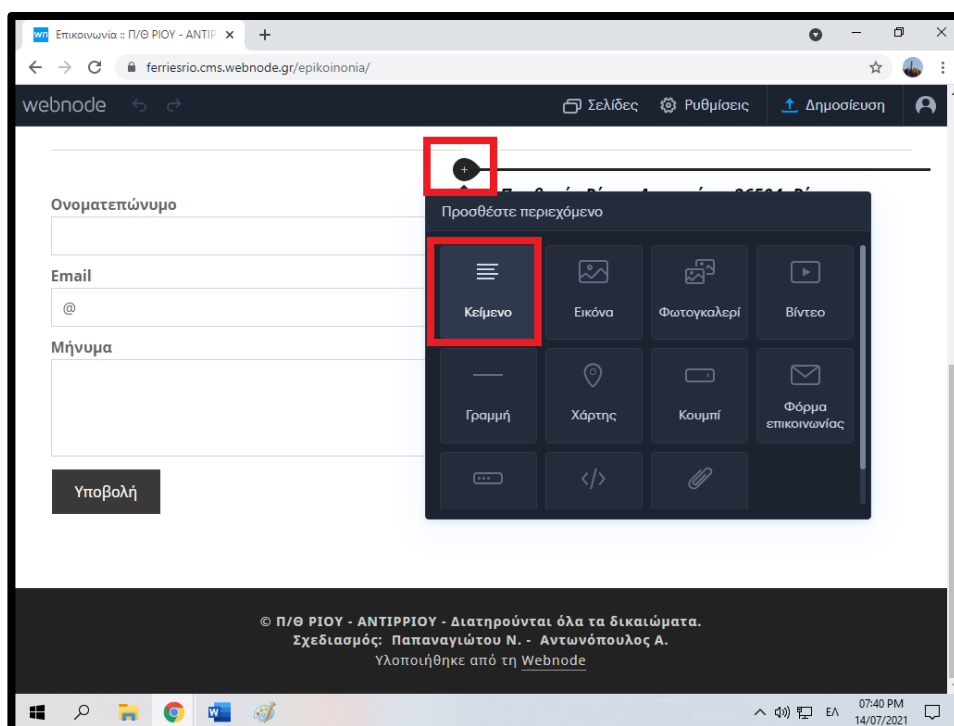 wn Επικοινωνία :: Π/Θ ΡΙΟΥ - ΑΝΤΙΡ
ferriesrio.cms.webnode.gr/epikoinonia/
webnode Σελίδες Ρυθμίσεις Δημοσίευση
Ονοματεπώνυμο
Προσθέστε περιεχόμενο
Email
@
Κείμενο Εικόνα Φωτογκαλερί Βίντεο
Μήνυμα
Γραμμή Χάρτης Κουμπί Φόρμα επικοινωνίας
Υποβολή
© Π/Θ ΡΙΟΥ - ΑΝΤΙΡΡΙΟΥ - Διατηρούνται όλα τα δικαιώματα.
Σχεδιασμός: Παπαναγιώτου Ν. - Αντωνόπουλος Α.
Υλοποιήθηκε από τη Webnode
ΕΛ
07:40 PM
14/07/2021